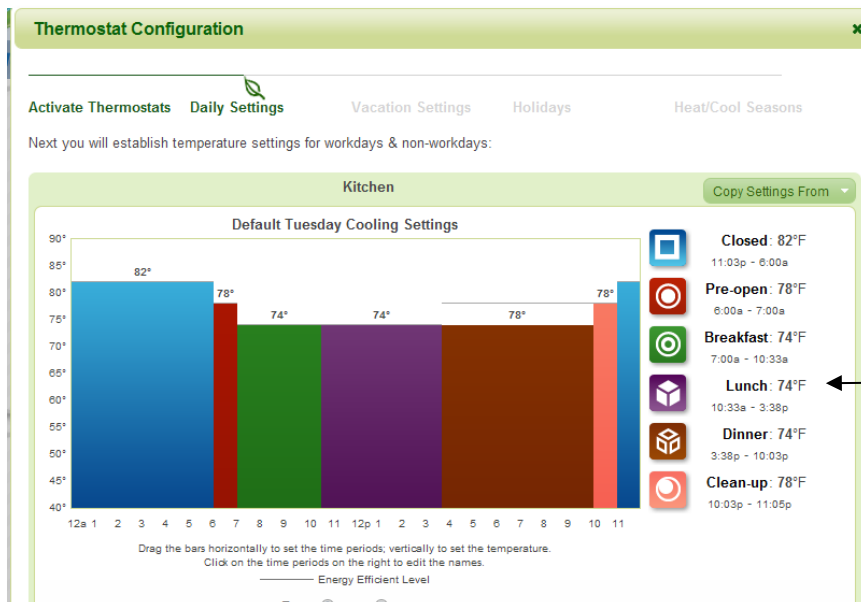 Thermostat Configuration
Activate Thermostats Daily Settings Vacation Settings Holidays Heat/Cool Seasons
Next you will establish temperature settings for workdays & non-workdays:
Kitchen
Copy Settings From
Default Tuesday Cooling Settings
90°
85°
80°
75°
70°
65°
60°
55°
50°
45°
40°
82°
78°
74°
74°
78°
78°
12a 1 2 3 4 5 6 7 8 9 10 11 12p 1 2 3 4 5 6 7 8 9 10 11
Drag the bars horizontally to set the time periods; vertically to set the temperature.
Click on the time periods on the right to edit the names.
Energy Efficient Level
Closed: 82°F
11:03p - 6:00a
Pre-open: 78°F
6:00a - 7:00a
Breakfast: 74°F
7:00a - 10:33a
Lunch: 74°F
10:33a - 3:38p
Dinner: 74°F
3:38p - 10:03p
Clean-up: 78°F
10:03p - 11:05p